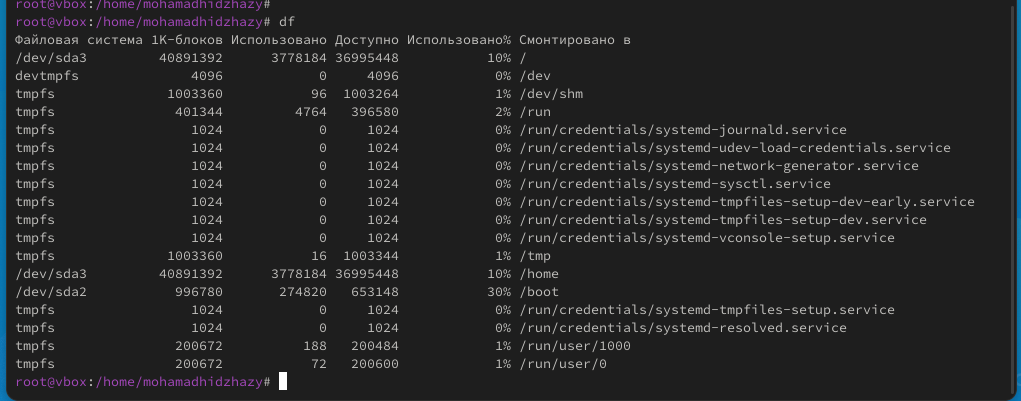 root@vbox:/home/mohamadhidzhazy#
root@vbox:/home/mohamadhidzhazy# df
Файловая система 1K-блоков Использовано Доступно Использовано% Смонтировано в
/dev/sda3         40891392      3778184 36995448           10% /
devtmpfs              4096            0     4096            0% /dev
tmpfs              1003360           96  1003264            1% /dev/shm
tmpfs               401344         4764   396580            2% /run
tmpfs                 1024            0     1024            0% /run/credentials/systemd-journald.service
tmpfs                 1024            0     1024            0% /run/credentials/systemd-udev-load-credentials.service
tmpfs                 1024            0     1024            0% /run/credentials/systemd-network-generator.service
tmpfs                 1024            0     1024            0% /run/credentials/systemd-sysctl.service
tmpfs                 1024            0     1024            0% /run/credentials/systemd-tmpfiles-setup-dev-early.service
tmpfs                 1024            0     1024            0% /run/credentials/systemd-tmpfiles-setup-dev.service
tmpfs                 1024            0     1024            0% /run/credentials/systemd-vconsole-setup.service
tmpfs              1003360           16  1003344            1% /tmp
/dev/sda3         40891392      3778184 36995448           10% /home
/dev/sda2           996780       274820   653148           30% /boot
tmpfs                 1024            0     1024            0% /run/credentials/systemd-tmpfiles-setup.service
tmpfs                 1024            0     1024            0% /run/credentials/systemd-resolved.service
tmpfs               200672          188   200484            1% /run/user/1000
tmpfs               200672           72   200600            1% /run/user/0
root@vbox:/home/mohamadhidzhazy#